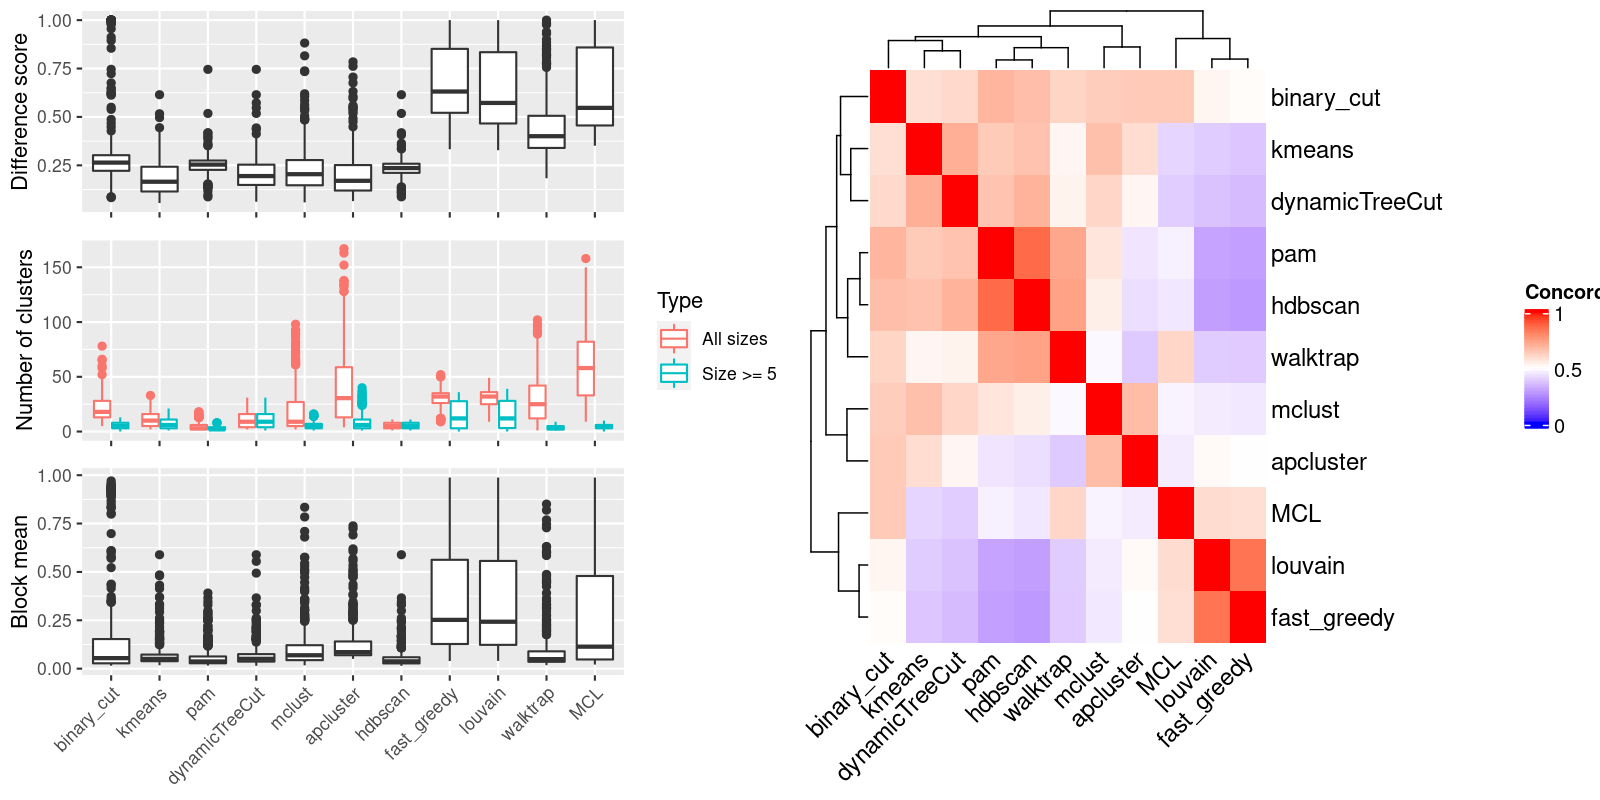 Difference score
1.00
0.75
0.50
0.25
Number of clusters
150
100
50
0
Block mean
1.00
0.75
0.50
0.25
0.00
binary_cut
kmeans
pam
dynamicTreeCut
mclust
apcluster
hdbscan
fast_greedy
louvain
walktrap
MCL
Type
All sizes
Size >= 5
binary_cut
kmeans
dynamicTreeCut
pam
hdbscan
walktrap
mclust
apcluster
MCL
louvain
fast_greedy
binary_cut
kmeans
dynamicTreeCut
pam
hdbscan
walktrap
mclust
apcluster
MCL
louvain
fast_greedy
Concord
1
0.5
0